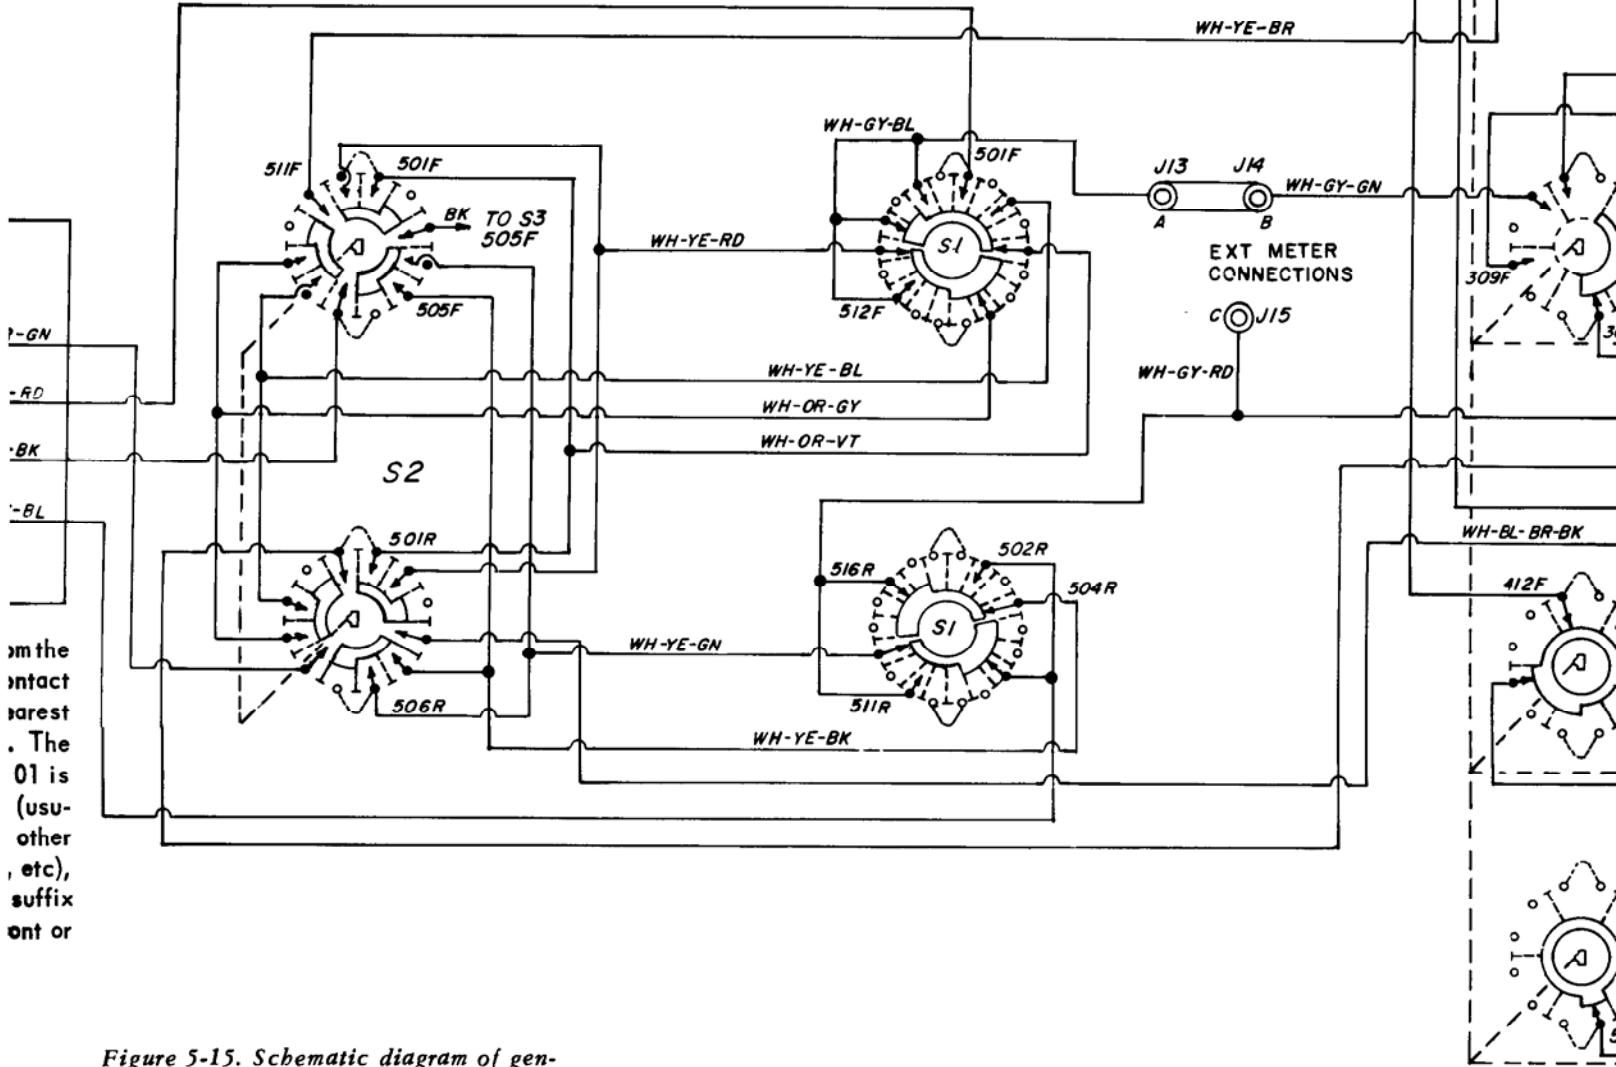 WH-YE-BR
WH-GY-BL
511F
501F
501F
J13
J14
WH-GY-GN
BK
TO S3
505F
WH-YE-RD
S1
A
B
EXT METER
CONNECTIONS
309F
505F
512F
C
J15
-GN
WH-YE-BL
WH-GY-RD
-RD
WH-OR-GY
-BK
WH-OR-VT
S2
-BL
501R
502R
WH-BL-BR-BK
516R
504R
412F
S1
om the
WH-YE-GN
ontact
earest
506R
511R
. The
WH-YE-BK
01 is
(usu-
other
, etc),
suffix
ont or
Figure 5-15. Schematic diagram of gen-